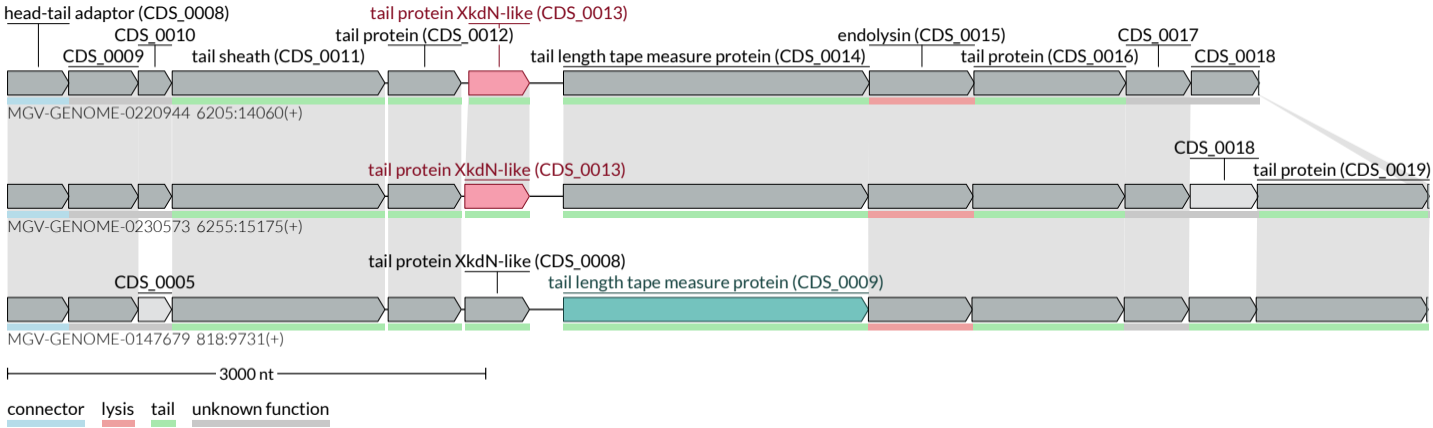 head-tail adaptor (CDS_0008) tail protein XkdN-like (CDS_0013)
CDS_0010 tail protein (CDS_0012) endolysin (CDS_0015) CDS_0017
CDS_0009 tail sheath (CDS_0011) tail length tape measure protein (CDS_0014) tail protein (CDS_0016) CDS_0018
MGV-GENOME-0220944 6205:14060(+)
CDS_0018
tail protein XkdN-like (CDS_0013) tail protein (CDS_0019)
MGV-GENOME-0230573 6255:15175(+)
tail protein XkdN-like (CDS_0008)
CDS_0005 tail length tape measure protein (CDS_0009)
MGV-GENOME-0147679 818:9731(+)
3000 nt
connector lysis tail unknown function